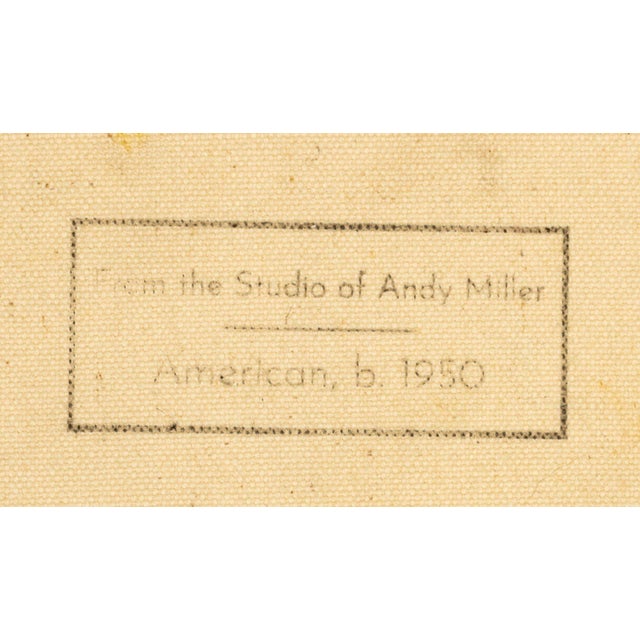 From the Studio of Andy Miller
American, b. 1950